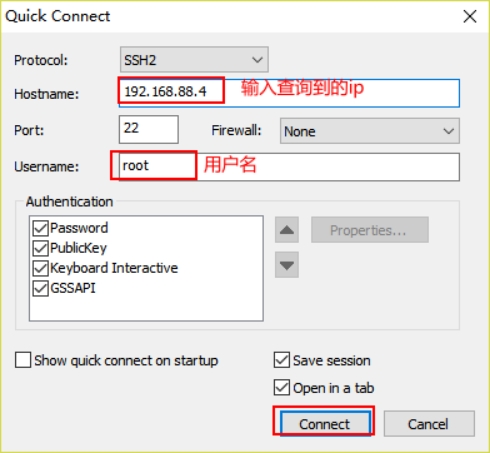 Quick Connect
Protocol: SSH2
Hostname: 192.168.88.4 输入查询到的ip
Port: 22 Firewall: None
Username: root 用户名
Authentication
Password
PublicKey
Properties...
Keyboard Interactive
GSSAPI
Show quick connect on startup
Save session
Open in a tab
Connect Cancel